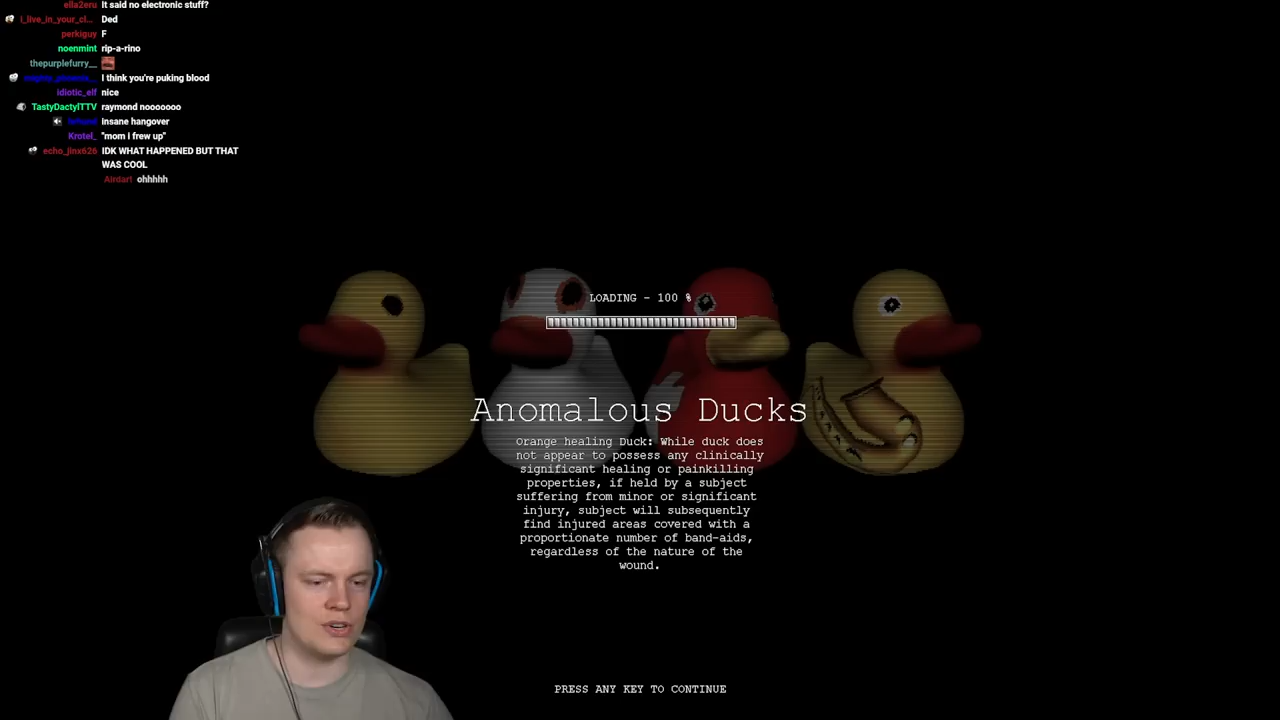 ella2eru It said no electronic stuff?
i_live_in_your_cl... Ded
perkiguy F
noenmint rip-a-rino
thepurplefurry__
I think you're puking blood
idiotic_elf nice
TastyDactylTTV raymond nooooooo
insane hangover
Krotel_ "mom i frew up"
echo_jinx626 IDK WHAT HAPPENED BUT THAT
WAS COOL
Airdart ohhhhh
LOADING - 100 %
Anomalous Ducks
Orange healing Duck: While duck does
not appear to possess any clinically
significant healing or painkilling
properties, if held by a subject
suffering from minor or significant
injury, subject will subsequently
find injured areas covered with a
proportionate number of band-aids,
regardless of the nature of the
wound.
PRESS ANY KEY TO CONTINUE